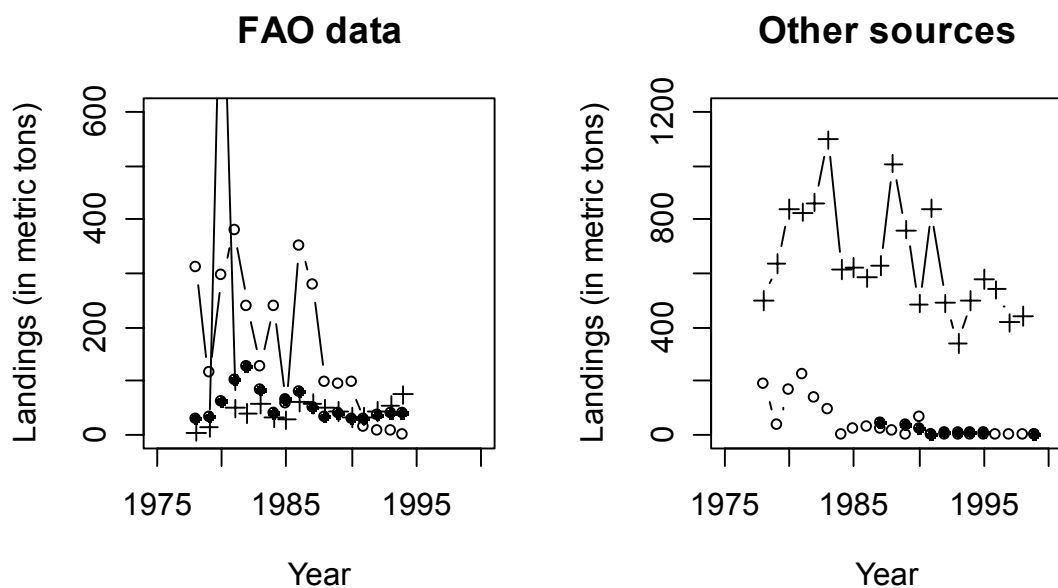 FAO data
Landings (in metric tons)
600
400
200
0
1975 1985 1995
Year
Other sources
Landings (in metric tons)
1200
800
400
0
1975 1985 1995
Year